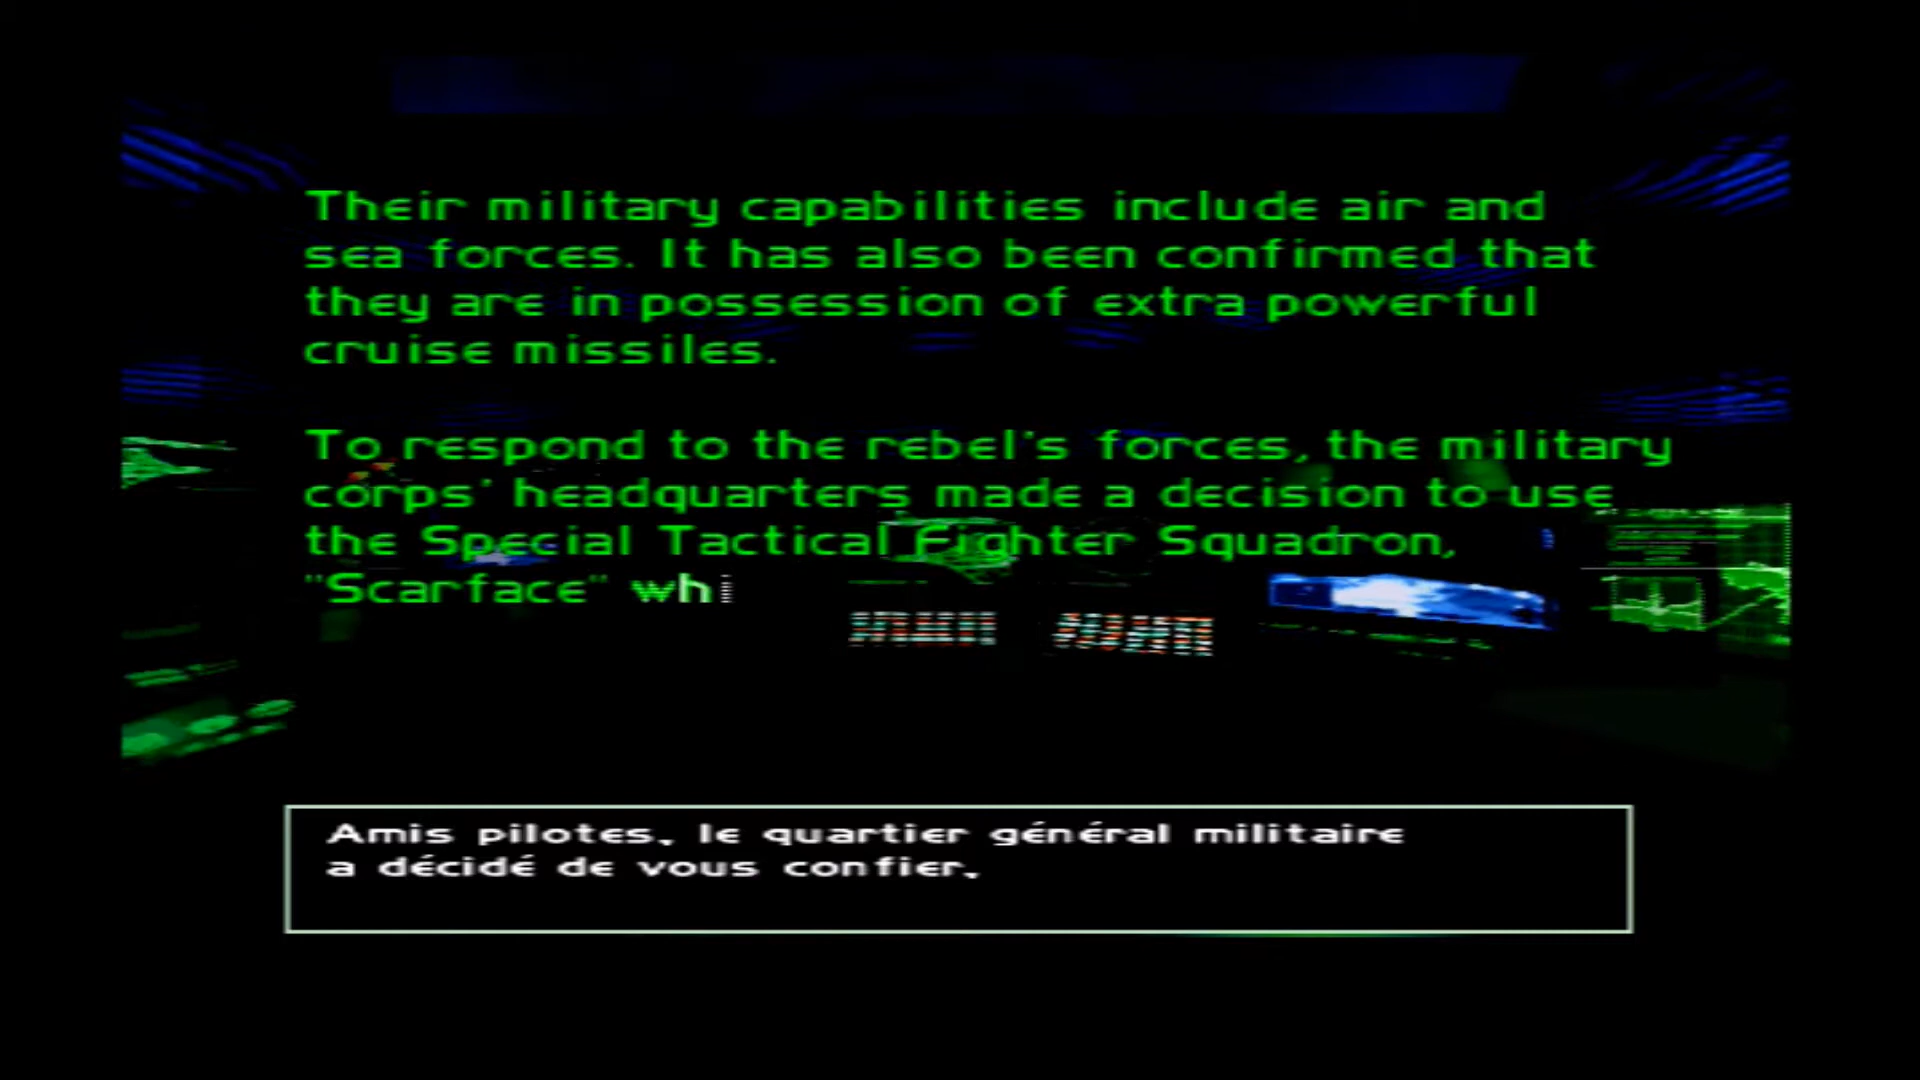 Their military capabilities include air and
sea forces. It has also been confirmed that
they are in possession of extra powerful
cruise missiles.
To respond to the rebel's forces, the military
corps' headquarters made a decision to use
the Special Tactical Fighter Squadron,
"Scarface" whi
Amis pilotes, le quartier général militaire
a décidé de vous confier,